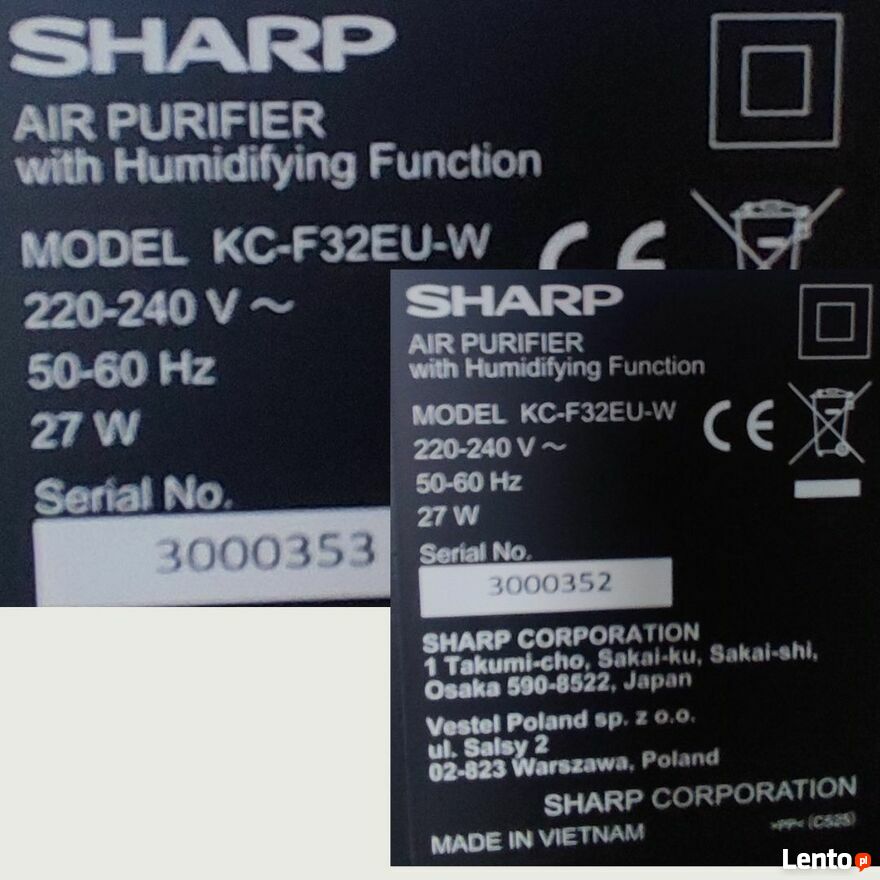 SHARP
AIR PURIFIER
with Humidifying Function
MODEL KC-F32EU-W
220-240 V ~
50-60 Hz
27 W
Serial No.
3000353
SHARP
AIR PURIFIER
with Humidifying Function
MODEL KC-F32EU-W
220-240 V ~
50-60 Hz
27 W
Serial No.
3000352
SHARP CORPORATION
1 Takumi-cho, Sakai-ku, Sakai-shi,
Osaka 590-8522, Japan
Vestel Poland sp. z o.o.
ul. Salsy 2
02-823 Warszawa, Poland
SHARP CORPORATION
MADE IN VIETNAM
>PP< (C525)
Lento pl